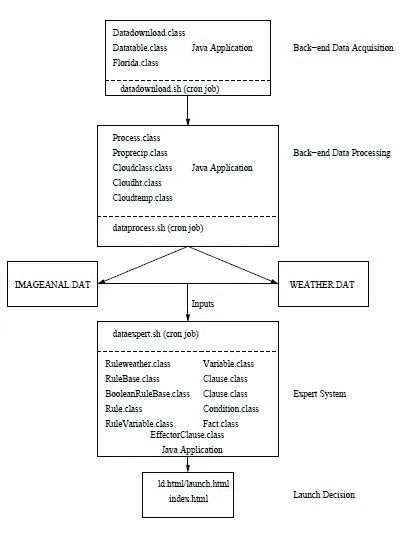 Datadownload.class
Datatable.class Java Application Back-end Data Acquisition
Florida.class
datadownload.sh (cron job)
Process.class
Proprecip.class Back-end Data Processing
Cloudclass.class Java Application
Cloudht.class
Cloudtemp.class
dataprocess.sh (cron job)
IMAGEANAL.DAT WEATHER.DAT
Inputs
dataexpert.sh (cron job)
Ruleweather.class Variable.class
RuleBase.class Clause.class
BooleanRuleBase.class Clause.class Expert System
Rule.class Condition.class
RuleVariable.class Fact.class
EffectorClause.class
Java Application
ld.html/launch.html
index.html Launch Decision